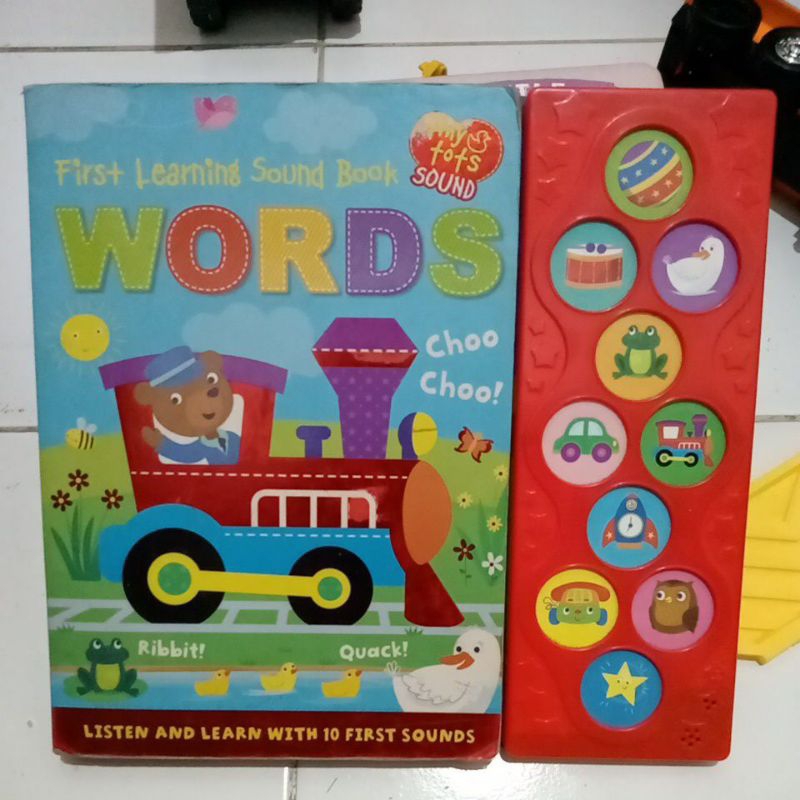 First Learning Sound Book
tiny
tots
SOUND
WORDS
Choo
Choo!
Ribbit!
Quack!
LISTEN AND LEARN WITH 10 FIRST SOUNDS